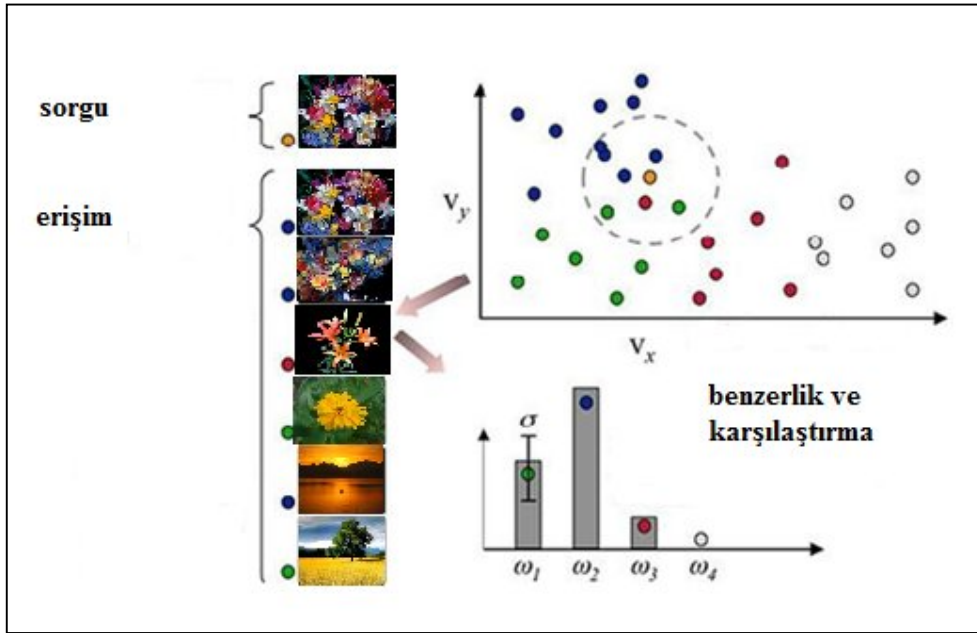 sorgu
erişim
V_y
V_x
benzerlik ve
karşılaştırma
σ
ω_1 ω_2 ω_3 ω_4